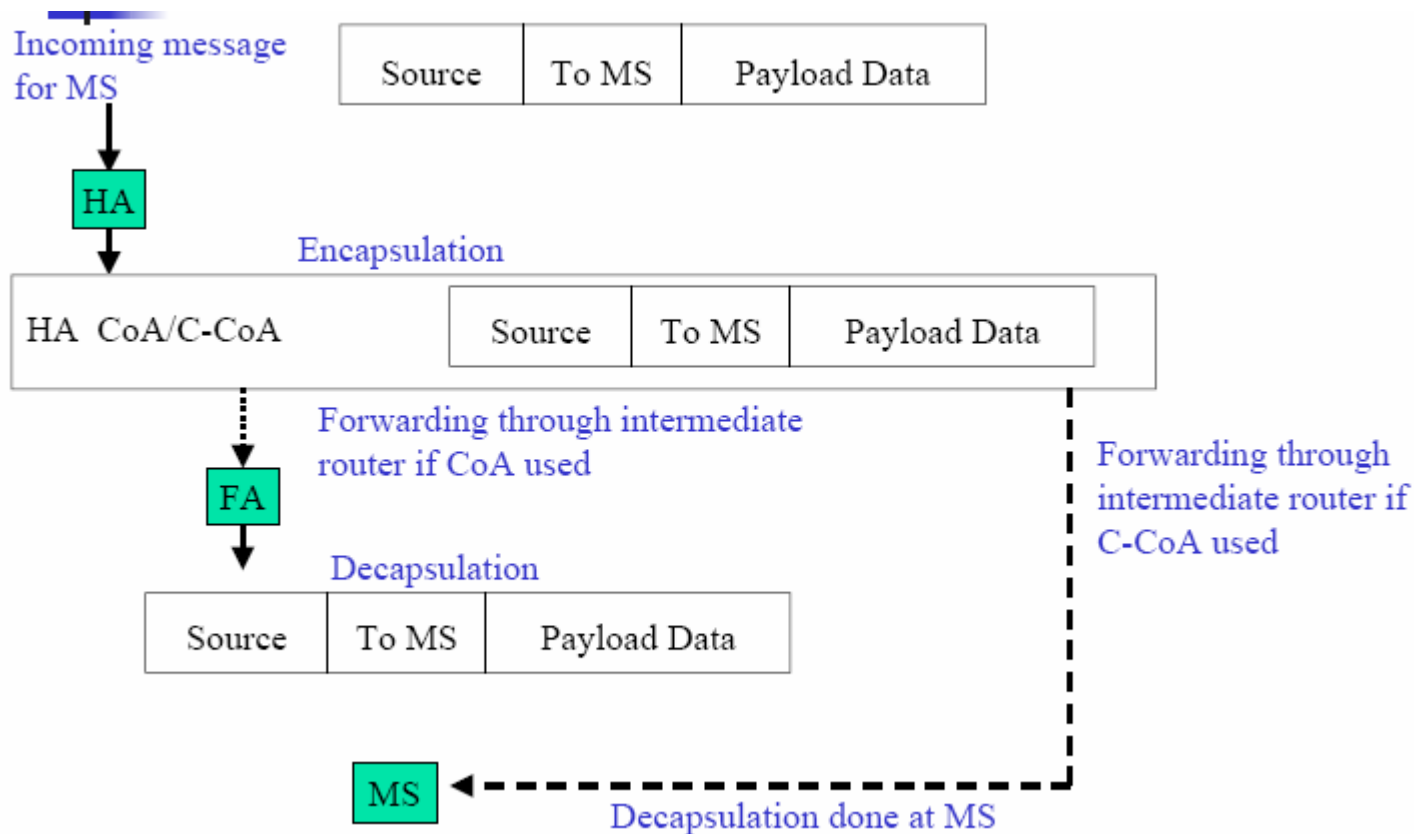 Incoming message
for MS
Source To MS Payload Data
HA
Encapsulation
HA CoA/C-CoA Source To MS Payload Data
Forwarding through intermediate
router if CoA used
Forwarding through
intermediate router if
C-CoA used
FA
Decapsulation
Source To MS Payload Data
MS
Decapsulation done at MS